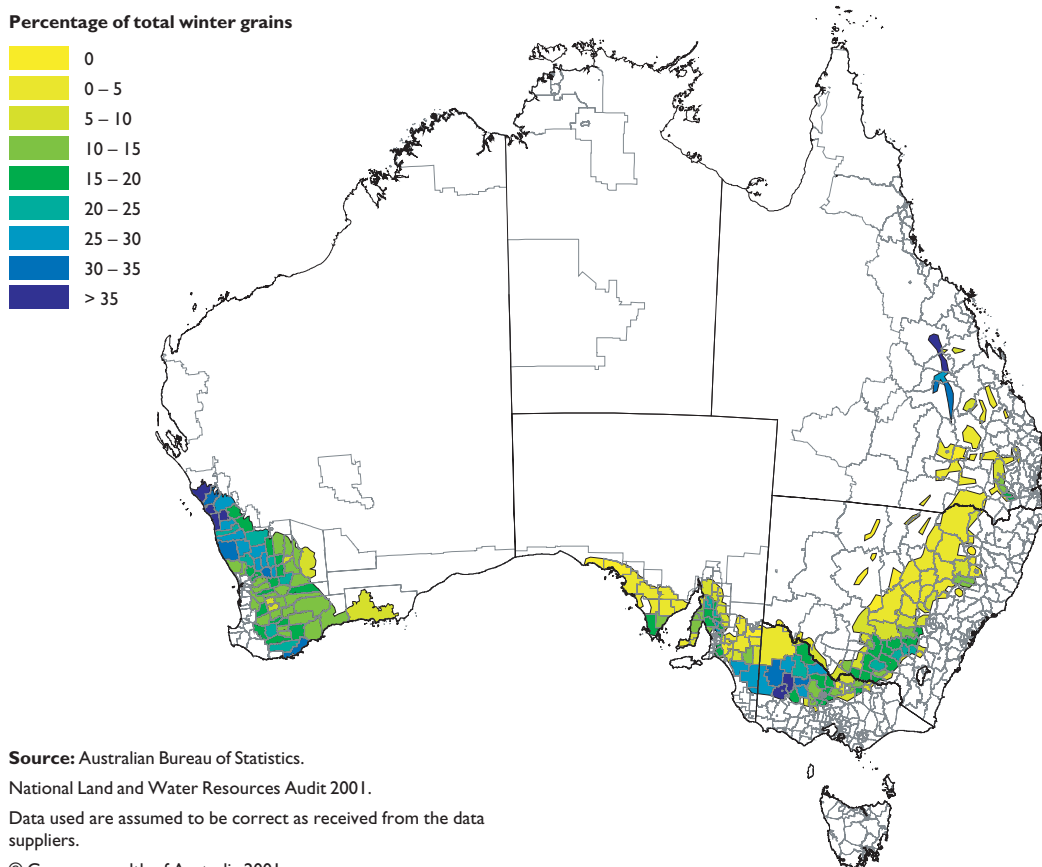 Percentage of total winter grains
0
0 – 5
5 – 10
10 – 15
15 – 20
20 – 25
25 – 30
30 – 35
> 35
Source: Australian Bureau of Statistics.
National Land and Water Resources Audit 2001.
Data used are assumed to be correct as received from the data
suppliers.